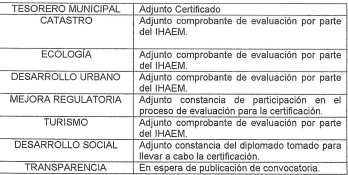 TESORERO MUNICIPAL Adjunto Certificado
CATASTRO Adjunto comprobante de evaluación por parte
del IHAEM.
ECOLOGÍA Adjunto comprobante de evaluación por parte
del IHAEM.
DESARROLLO URBANO Adjunto comprobante de evaluación por parte
del IHAEM.
MEJORA REGULATORIA Adjunto constancia de participación en el
proceso de evaluación para la certificación.
TURISMO Adjunto comprobante de evaluación por parte
del IHAEM.
DESARROLLO SOCIAL Adjunto constancia del diplomado tomado para
llevar a cabo la certificación.
TRANSPARENCIA En espera de publicación de convocatoria.